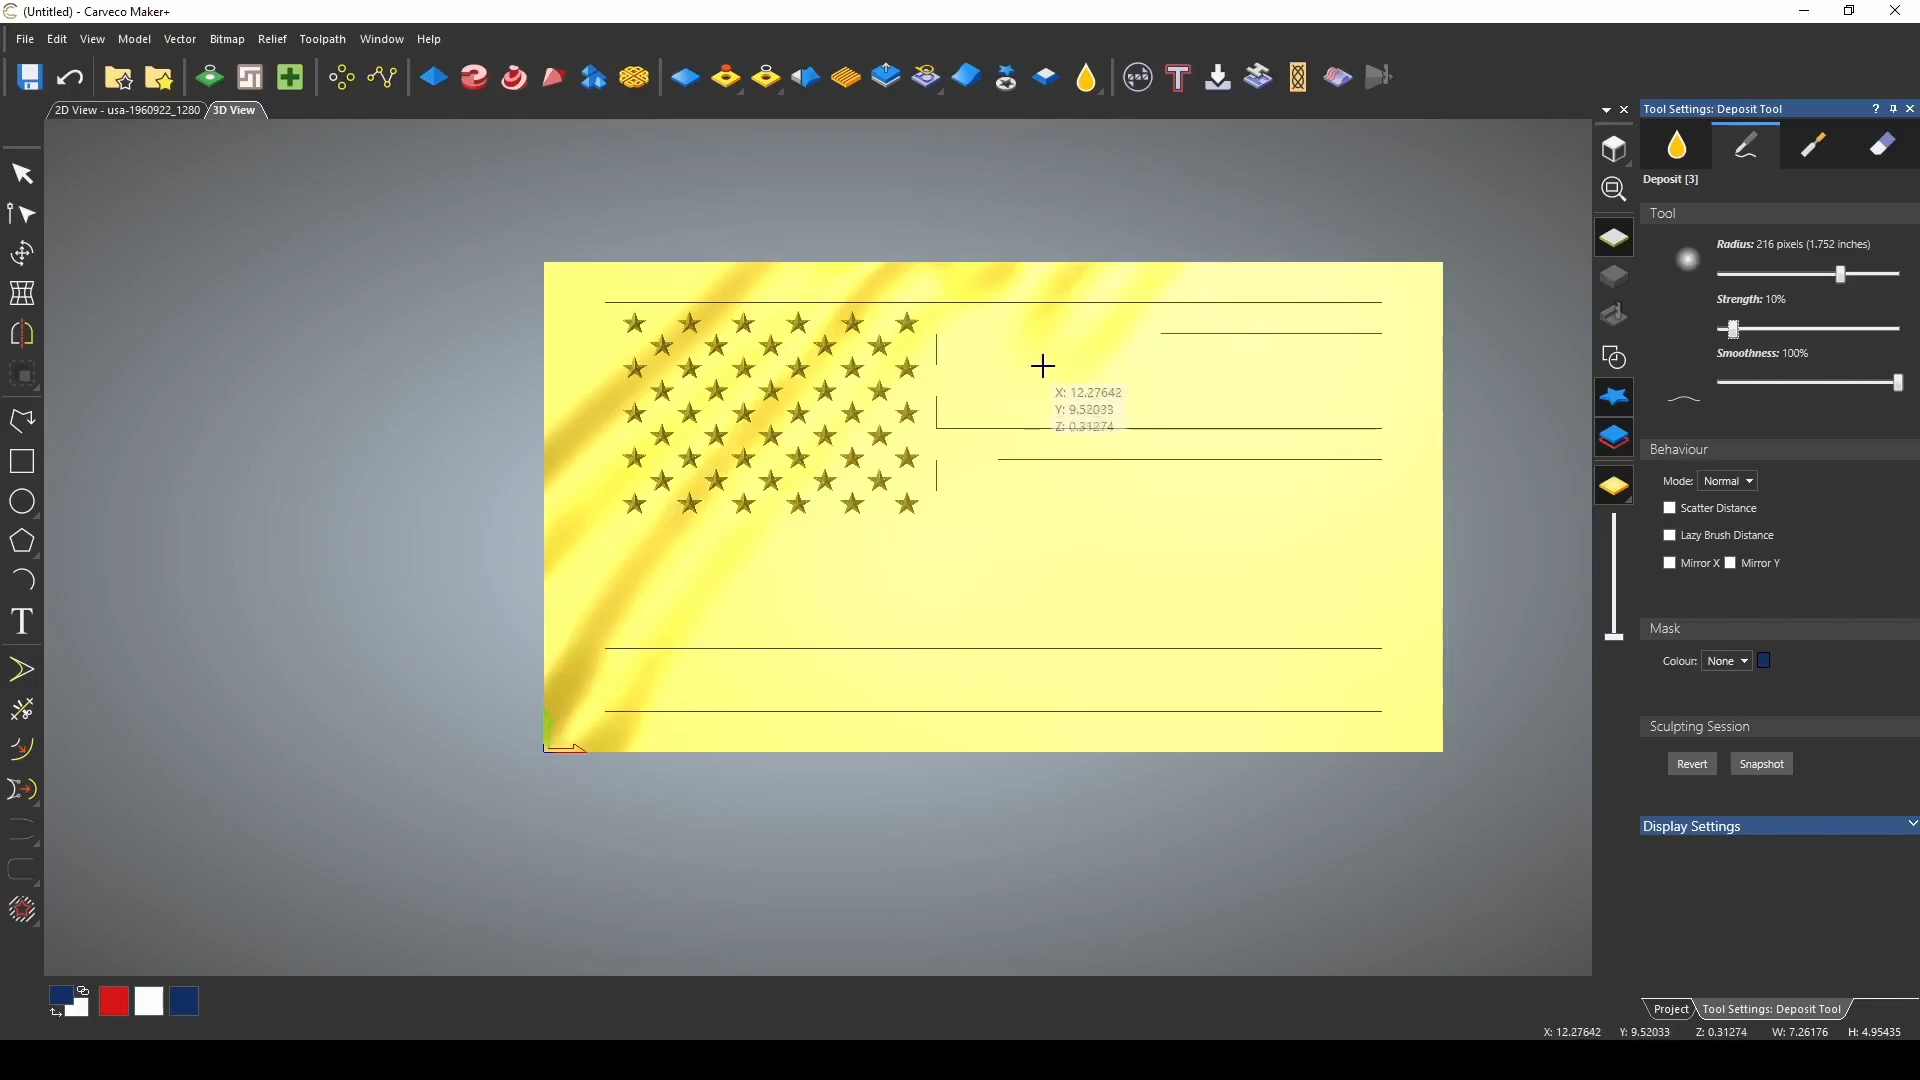 (Untitled) - Carveco Maker+
File Edit View Model Vector Bitmap Relief Toolpath Window Help
2D View - usa-1960922_1280 3D View
Tool Settings: Deposit Tool
Deposit [3]
Tool
Radius: 216 pixels (1.752 inches)
Strength: 10%
Smoothness: 100%
X: 12.27642
Y: 9.52033
Z: 0.31274
Behaviour
Mode: Normal
Scatter Distance
Lazy Brush Distance
Mirror X Mirror Y
Mask
Colour: None
Sculpting Session
Revert Snapshot
Display Settings
Project Tool Settings: Deposit Tool
X: 12.27642 Y: 9.52033 Z: 0.31274 W: 7.26176 H: 4.95435